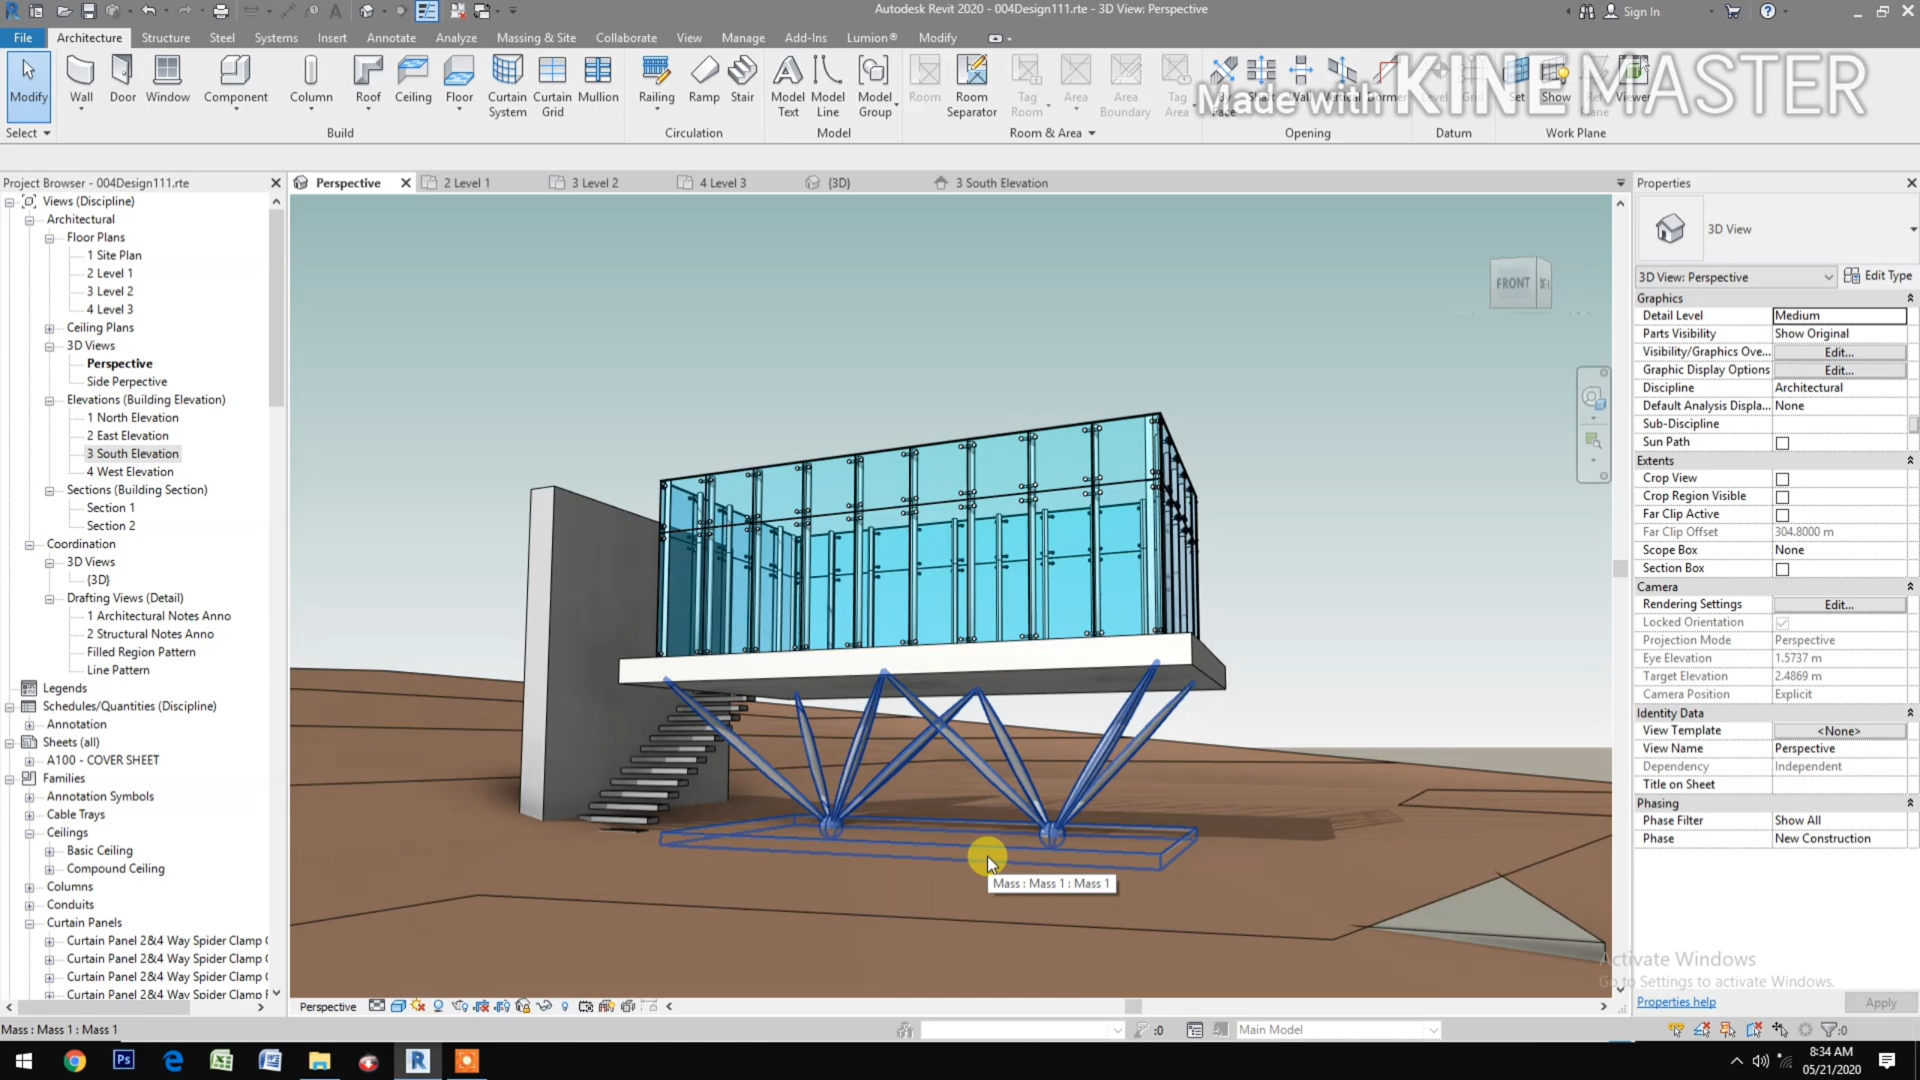 Autodesk Revit 2020 - 004Design111.rte - 3D View: Perspective
Sign In
File Architecture Structure Steel Systems Insert Annotate Analyze Massing & Site Collaborate View Manage Add-Ins Lumion® Modify
Modify Wall Door Window Component Column Roof Ceiling Floor Curtain System Curtain Grid Mullion Railing Ramp Stair Model Text Model Line Model Group Room Room Separator Tag Room Area Area Boundary Tag Area
Made with KINEMASTER
By Face Shaft Wall Vertical Dormer Level Grid Set Show Ref Plane Viewer
Select Build Circulation Model Room & Area Opening Datum Work Plane
Project Browser - 004Design111.rte
Perspective 2 Level 1 3 Level 2 4 Level 3 {3D} 3 South Elevation
Views (Discipline)
Architectural
Floor Plans
1 Site Plan
2 Level 1
3 Level 2
4 Level 3
Ceiling Plans
3D Views
Perspective
Side Perpective
Elevations (Building Elevation)
1 North Elevation
2 East Elevation
3 South Elevation
4 West Elevation
Sections (Building Section)
Section 1
Section 2
Coordination
3D Views
{3D}
Drafting Views (Detail)
1 Architectural Notes Anno
2 Structural Notes Anno
Filled Region Pattern
Line Pattern
Legends
Schedules/Quantities (Discipline)
Annotation
Sheets (all)
A100 - COVER SHEET
Families
Annotation Symbols
Cable Trays
Ceilings
Basic Ceiling
Compound Ceiling
Columns
Conduits
Curtain Panels
Curtain Panel 2&4 Way Spider Clamp
Curtain Panel 2&4 Way Spider Clamp
Curtain Panel 2&4 Way Spider Clamp
Curtain Panel 2&4 Way Spider Clamp
FRONT
Mass : Mass 1 : Mass 1
Properties
3D View
3D View: Perspective Edit Type
Graphics
Detail Level Medium
Parts Visibility Show Original
Visibility/Graphics Ove... Edit...
Graphic Display Options Edit...
Discipline Architectural
Default Analysis Displa... None
Sub-Discipline
Sun Path
Extents
Crop View
Crop Region Visible
Far Clip Active
Far Clip Offset 304.8000 m
Scope Box None
Section Box
Camera
Rendering Settings Edit...
Locked Orientation
Projection Mode Perspective
Eye Elevation 1.5737 m
Target Elevation 2.4869 m
Camera Position Explicit
Identity Data
View Template <None>
View Name Perspective
Dependency Independent
Title on Sheet
Phasing
Phase Filter Show All
Phase New Construction
Activate Windows
Go to Settings to activate Windows.
Properties help Apply
Perspective
Mass : Mass 1 : Mass 1
:0
Main Model
:0
8:34 AM
05/21/2020